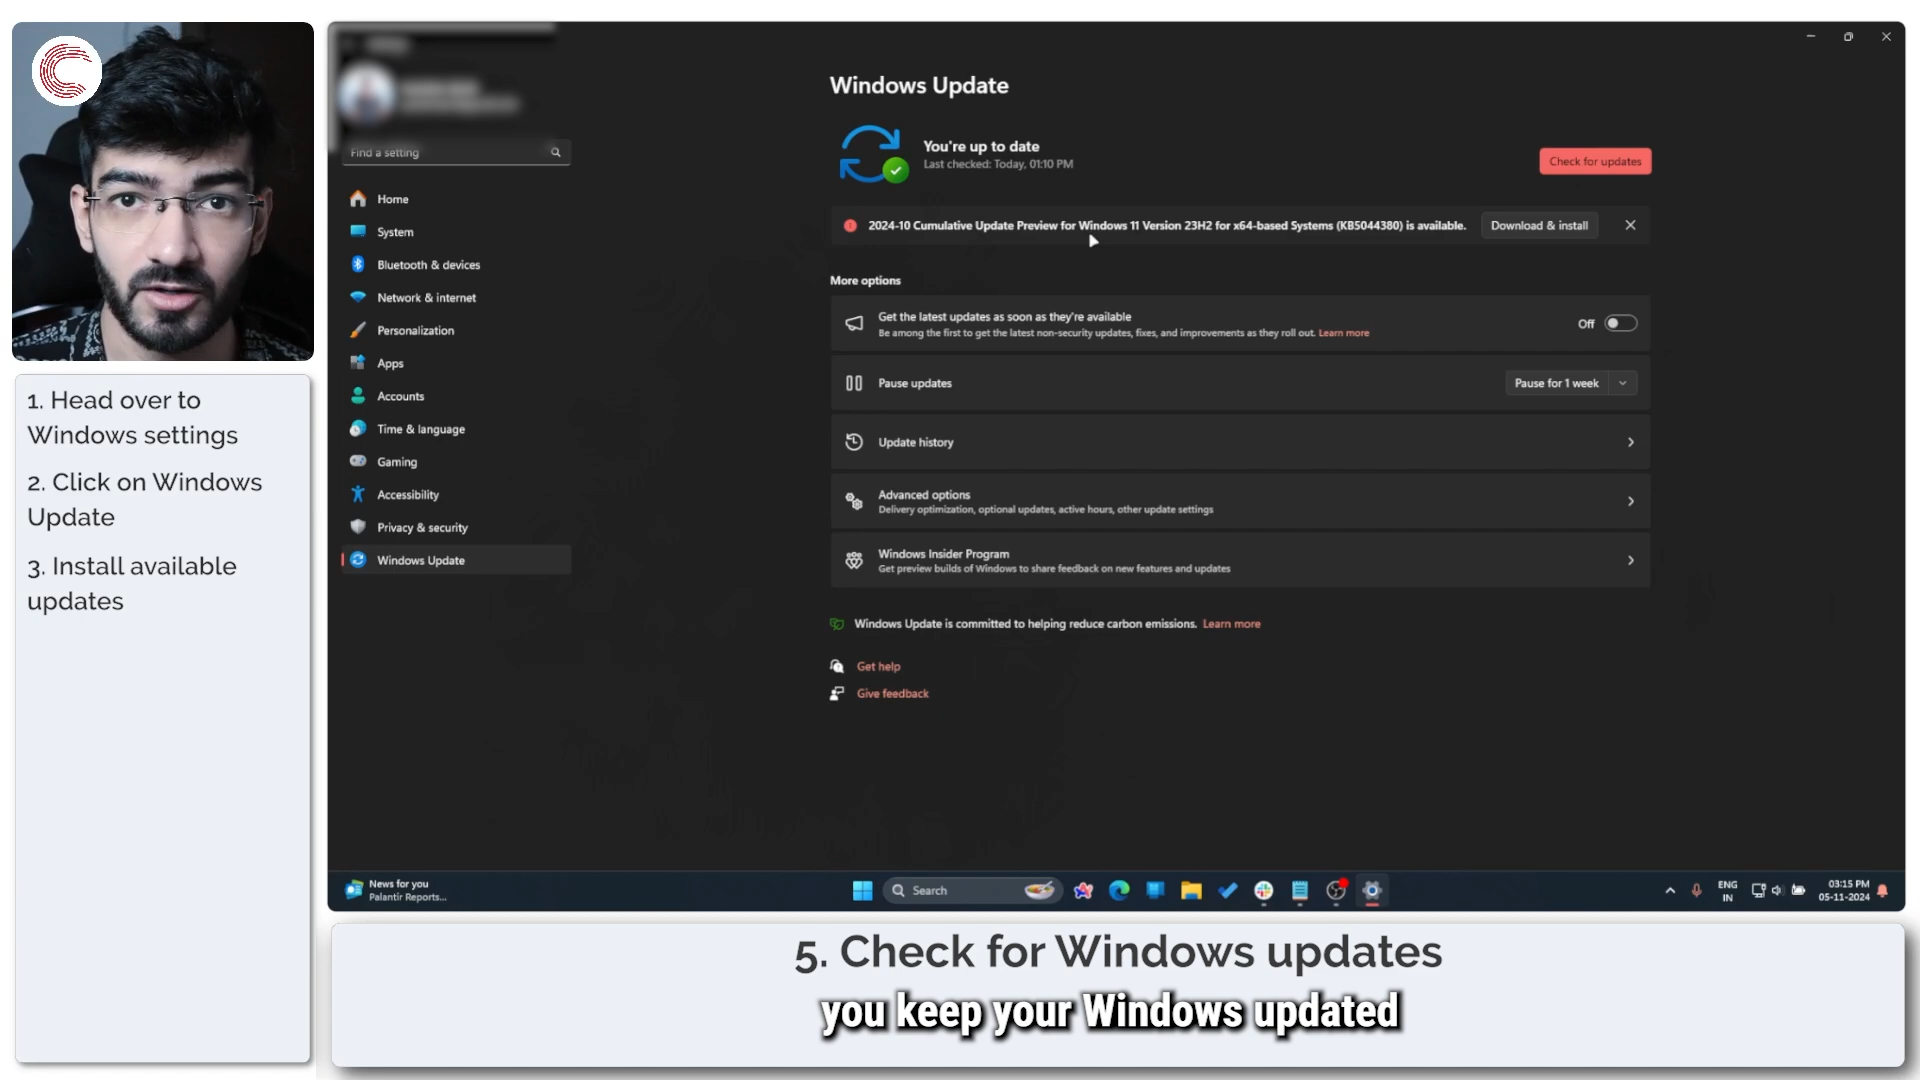 1. Head over to
Windows settings
2. Click on Windows
Update
3. Install available
updates
Find a setting
Home
System
Bluetooth & devices
Network & internet
Personalization
Apps
Accounts
Time & language
Gaming
Accessibility
Privacy & security
Windows Update
Windows Update
You're up to date
Last checked: Today, 01:10 PM
Check for updates
2024-10 Cumulative Update Preview for Windows 11 Version 23H2 for x64-based Systems (KB5044380) is available.
Download & install
More options
Get the latest updates as soon as they're available
Be among the first to get the latest non-security updates, fixes, and improvements as they roll out. Learn more
Off
Pause updates
Pause for 1 week
Update history
Advanced options
Delivery optimization, optional updates, active hours, other update settings
Windows Insider Program
Get preview builds of Windows to share feedback on new features and updates
Windows Update is committed to helping reduce carbon emissions. Learn more
Get help
Give feedback
News for you
Palantir Reports...
Search
ENG
IN
03:15 PM
05-11-2024
5. Check for Windows updates
you keep your Windows updated